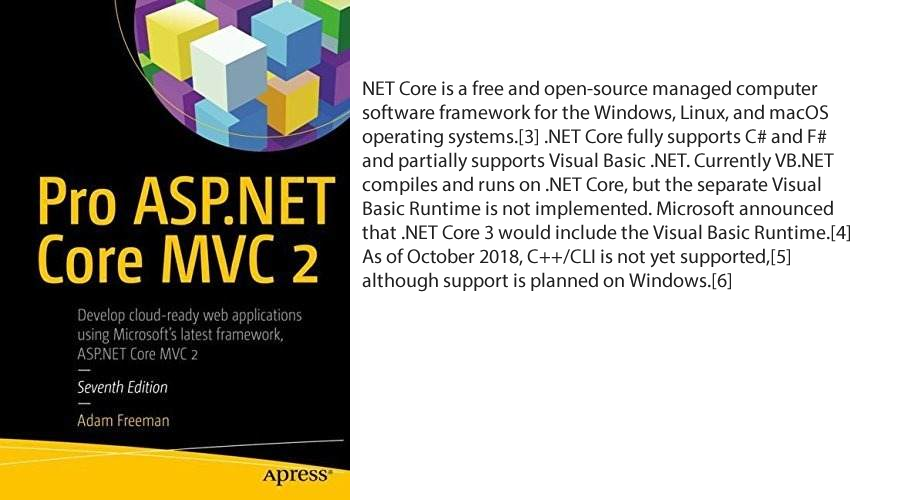 Pro ASP.NET
Core MVC 2
Develop cloud-ready web applications
using Microsoft's latest framework,
ASP.NET Core MVC 2
Seventh Edition
Adam Freeman
Apress®
NET Core is a free and open-source managed computer
software framework for the Windows, Linux, and macOS
operating systems.[3] .NET Core fully supports C# and F#
and partially supports Visual Basic .NET. Currently VB.NET
compiles and runs on .NET Core, but the separate Visual
Basic Runtime is not implemented. Microsoft announced
that .NET Core 3 would include the Visual Basic Runtime.[4]
As of October 2018, C++/CLI is not yet supported,[5]
although support is planned on Windows.[6]